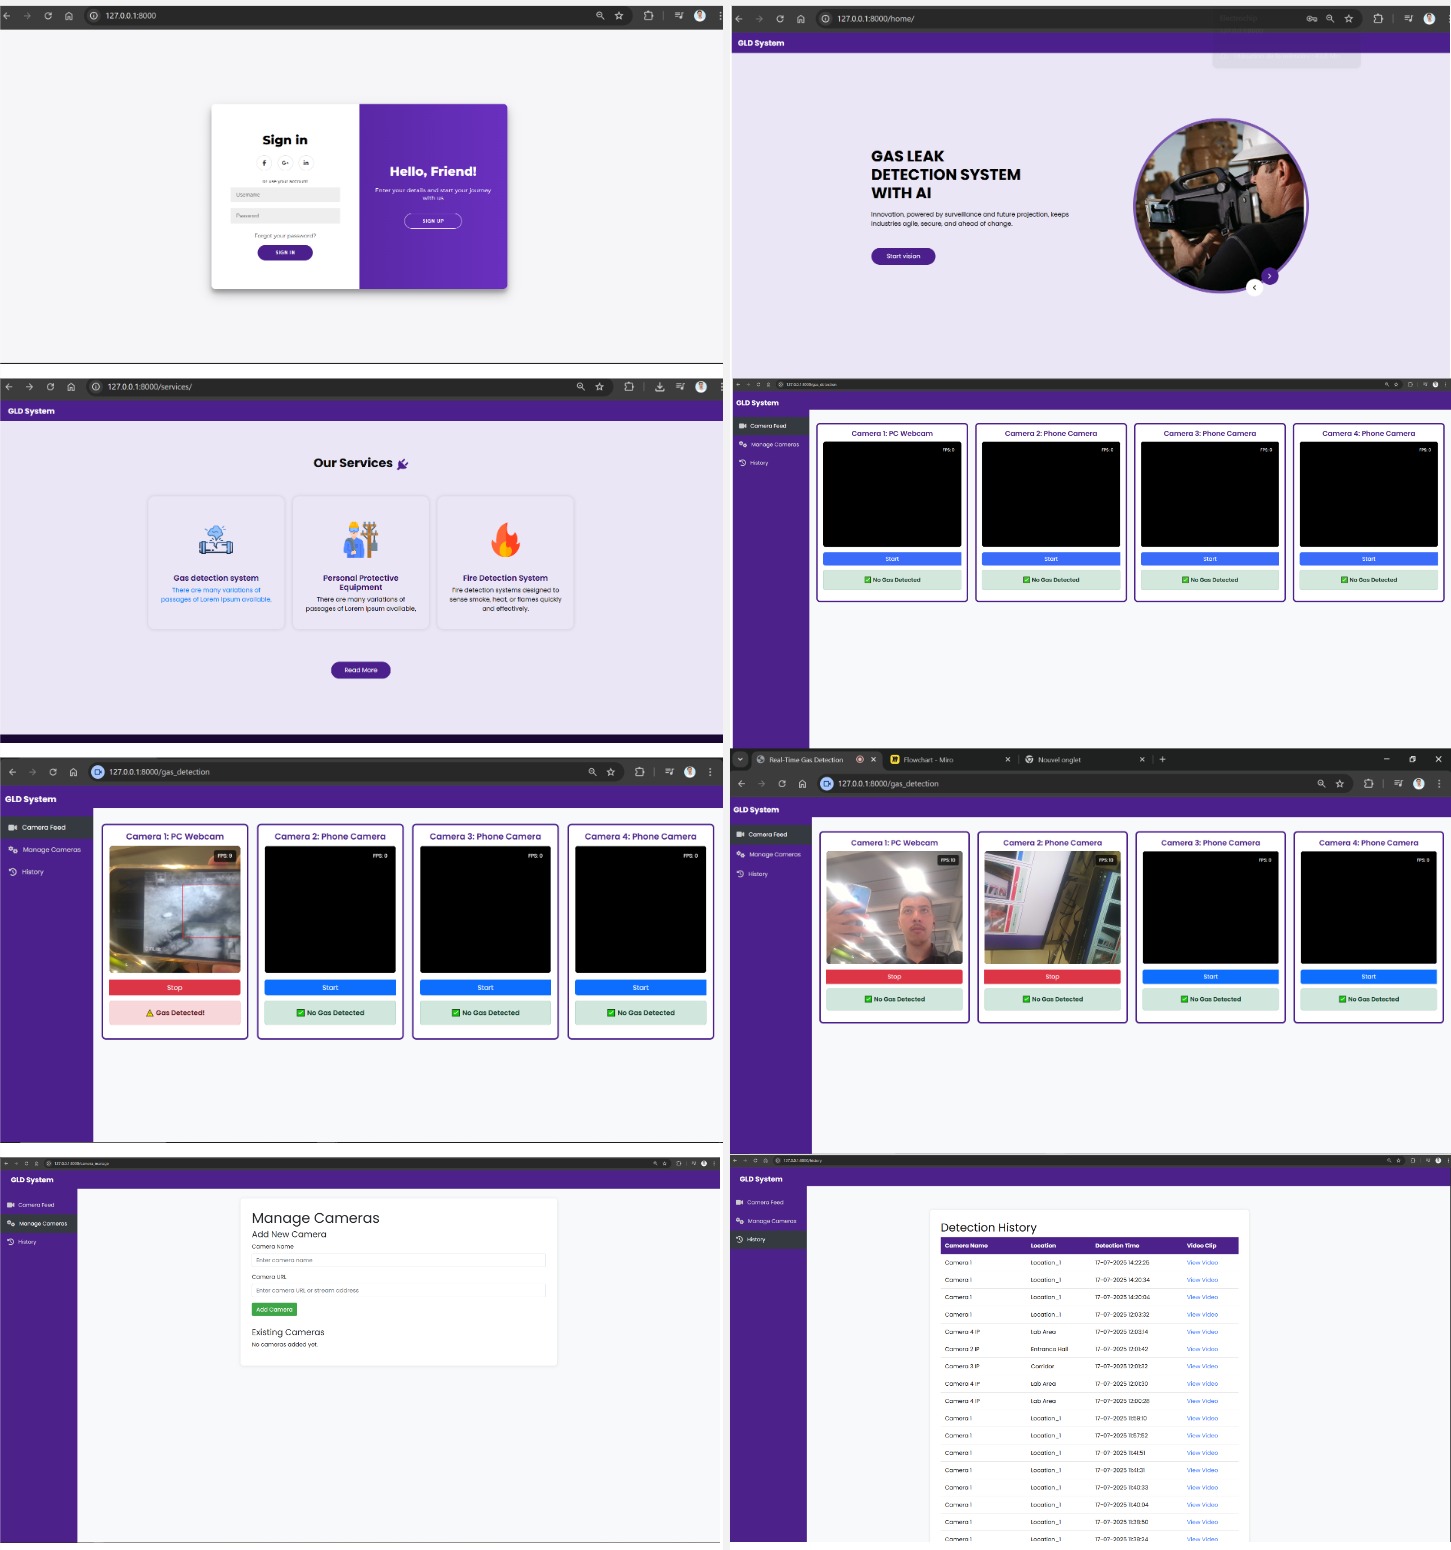 127.0.0.1:8000
Sign in
or use your account
Username
Password
Forgot your password?
SIGN IN
Hello, Friend!
Enter your details and start your journey
with us
SIGN UP
127.0.0.1:8000/home/
GLD System
GAS LEAK
DETECTION SYSTEM
WITH AI
Innovation, powered by surveillance and future projection, keeps
industries agile, secure, and ahead of change.
Start vision
127.0.0.1:8000/services/
GLD System
Our Services
Gas detection system
There are many variations of
passages of Lorem Ipsum available,
Personal Protective
Equipment
There are many variations of
passages of Lorem Ipsum available,
Fire Detection System
Fire detection systems designed to
sense smoke, heat, or flames quickly
and effectively.
Read More
127.0.0.1:8000/gas_detection
GLD System
Camera Feed
Manage Cameras
History
Camera 1: PC Webcam
FPS: 0
Start
✅ No Gas Detected
Camera 2: Phone Camera
FPS: 0
Start
✅ No Gas Detected
Camera 3: Phone Camera
FPS: 0
Start
✅ No Gas Detected
Camera 4: Phone Camera
FPS: 0
Start
✅ No Gas Detected
127.0.0.1:8000/gas_detection
GLD System
Camera Feed
Manage Cameras
History
Camera 1: PC Webcam
FPS: 9
Stop
⚠ Gas Detected!
Camera 2: Phone Camera
FPS: 0
Start
✅ No Gas Detected
Camera 3: Phone Camera
FPS: 0
Start
✅ No Gas Detected
Camera 4: Phone Camera
FPS: 0
Start
✅ No Gas Detected
Real-Time Gas Detection
Flowchart - Miro
Nouvel onglet
127.0.0.1:8000/gas_detection
GLD System
Camera Feed
Manage Cameras
History
Camera 1: PC Webcam
FPS: 10
Stop
✅ No Gas Detected
Camera 2: Phone Camera
FPS: 10
Stop
✅ No Gas Detected
Camera 3: Phone Camera
FPS: 0
Start
✅ No Gas Detected
Camera 4: Phone Camera
FPS: 0
Start
✅ No Gas Detected
127.0.0.1:8000/camera_manage
GLD System
Camera Feed
Manage Cameras
History
Manage Cameras
Add New Camera
Camera Name
Enter camera name
Camera URL
Enter camera URL or stream address
Add Camera
Existing Cameras
No cameras added yet.
127.0.0.1:8000/history
GLD System
Camera Feed
Manage Cameras
History
Detection History
Camera Name Location Detection Time Video Clip
Camera 1 Location_1 17-07-2025 14:22:25 View Video
Camera 1 Location_1 17-07-2025 14:20:34 View Video
Camera 1 Location_1 17-07-2025 14:20:04 View Video
Camera 1 Location_1 17-07-2025 12:03:32 View Video
Camera 4 IP Lab Area 17-07-2025 12:03:14 View Video
Camera 2 IP Entrance Hall 17-07-2025 12:01:42 View Video
Camera 3 IP Corridor 17-07-2025 12:01:32 View Video
Camera 4 IP Lab Area 17-07-2025 12:01:30 View Video
Camera 4 IP Lab Area 17-07-2025 12:00:28 View Video
Camera 1 Location_1 17-07-2025 11:59:10 View Video
Camera 1 Location_1 17-07-2025 11:57:52 View Video
Camera 1 Location_1 17-07-2025 11:41:51 View Video
Camera 1 Location_1 17-07-2025 11:41:31 View Video
Camera 1 Location_1 17-07-2025 11:40:33 View Video
Camera 1 Location_1 17-07-2025 11:40:04 View Video
Camera 1 Location_1 17-07-2025 11:39:50 View Video
Camera 1 Location_1 17-07-2025 11:39:24 View Video